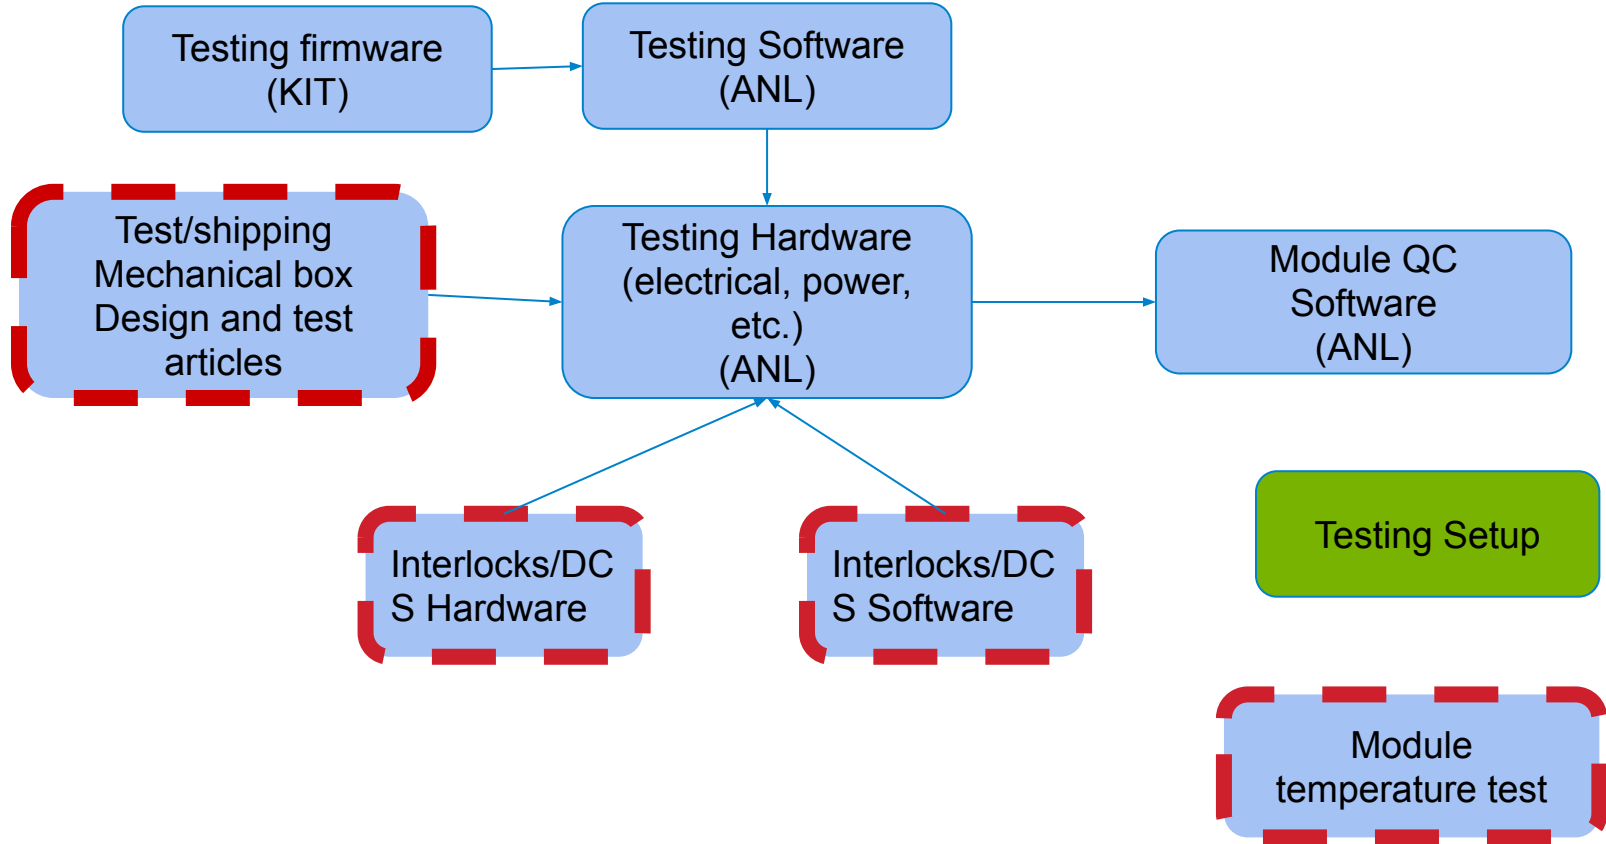 Testing firmware
(KIT)
Testing Software
(ANL)
Test/shipping
Mechanical box
Design and test
articles
Testing Hardware
(electrical, power,
etc.)
(ANL)
Module QC
Software
(ANL)
Interlocks/DC
S Hardware
Interlocks/DC
S Software
Testing Setup
Module
temperature test